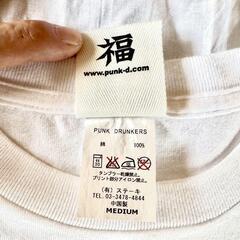 福
www.punk-d.com
PUNK DRUNKERS
綿 100%
タンブラー乾燥禁止
プリント部分アイロン禁止。
(有)ステーキ
TEL 03-3478-4844
中国製
MEDIUM